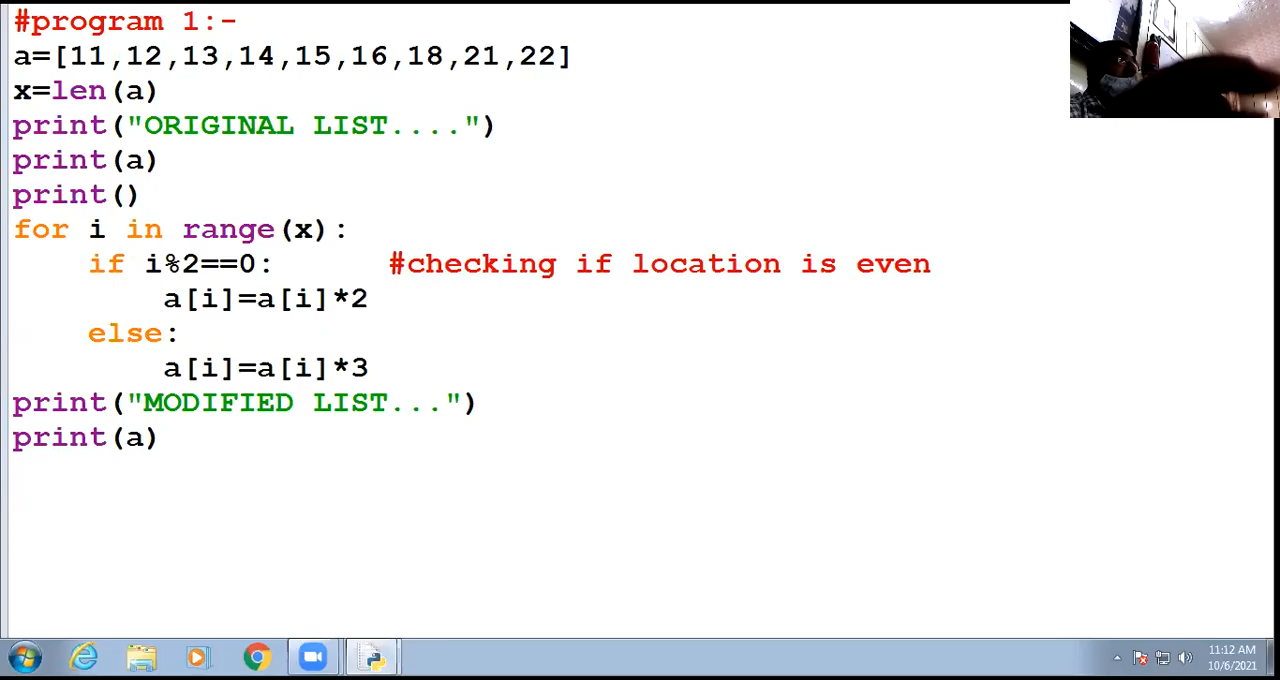 #program 1:-
a=[11,12,13,14,15,16,18,21,22]
x=len(a)
print("ORIGINAL LIST....")
print(a)
print()
for i in range(x):
    if i%2==0:      #checking if location is even
        a[i]=a[i]*2
    else:
        a[i]=a[i]*3
print("MODIFIED LIST...")
print(a)
11:12 AM
10/6/2021